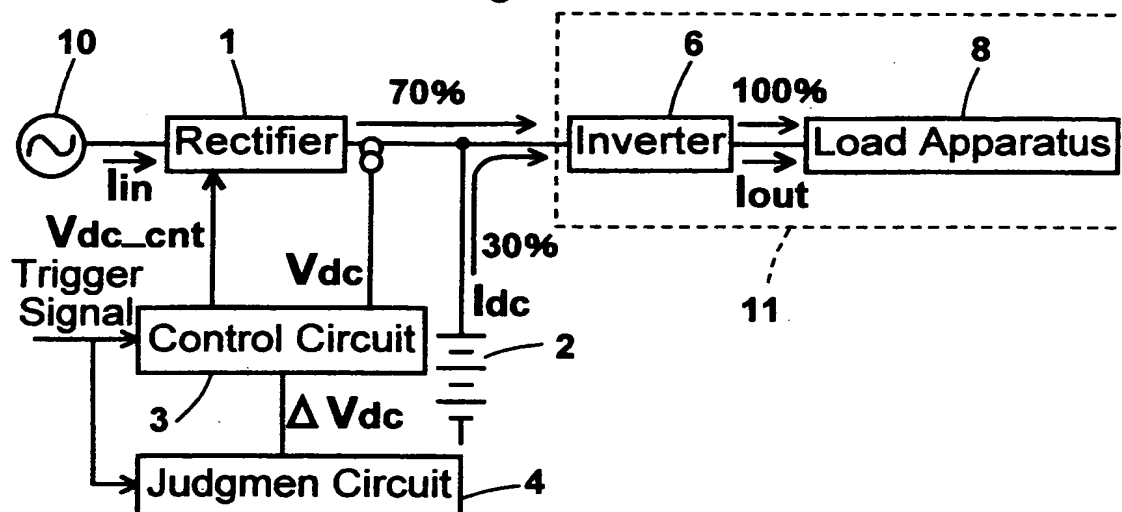 10
1
6
8
70%
100%
Rectifier
Inverter
Load Apparatus
Iin
Iout
Vdc_cnt
30%
Trigger
Signal
Vdc
Idc
11
Control Circuit
2
3
Δ Vdc
Judgmen Circuit
4